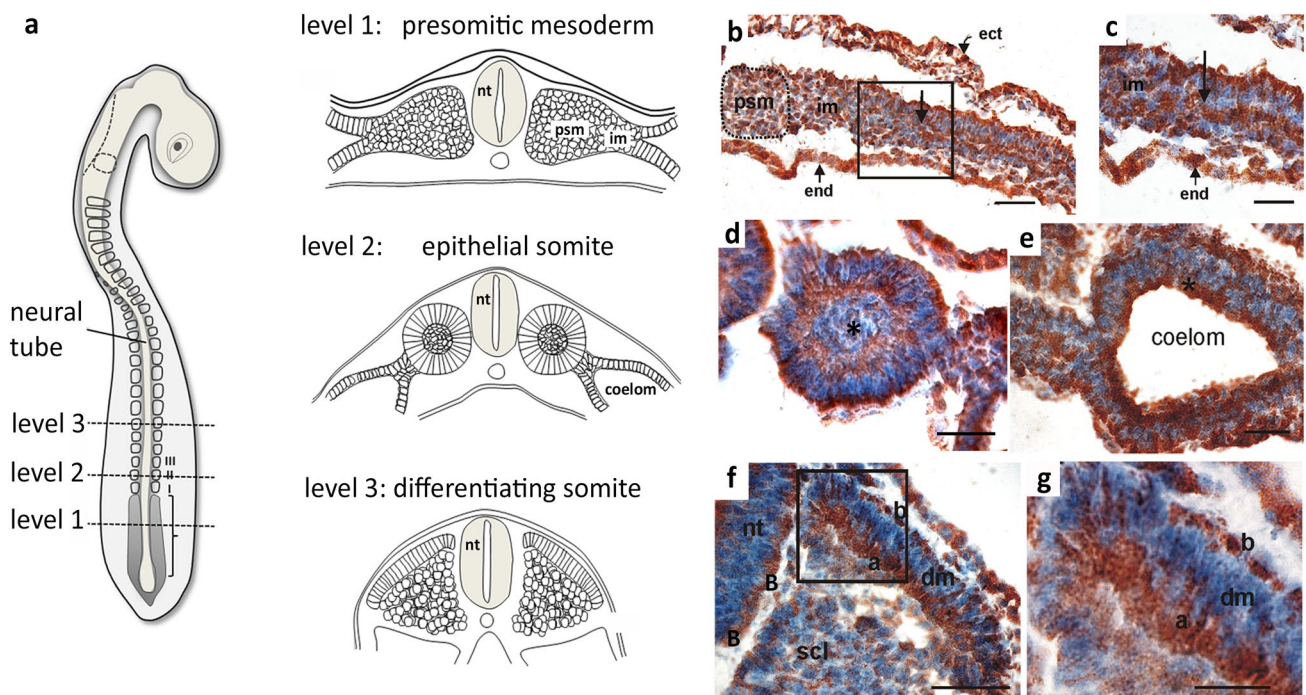 a
level 1: presomitic mesoderm
nt
psm
im
level 2: epithelial somite
nt
coelom
level 3: differentiating somite
nt
neural
tube
level 3
level 2
level 1
III
II
I
b
ect
psm
im
end
c
im
end
d
*
e
*
coelom
f
nt
b
a
dm
B
B
scl
g
b
dm
a